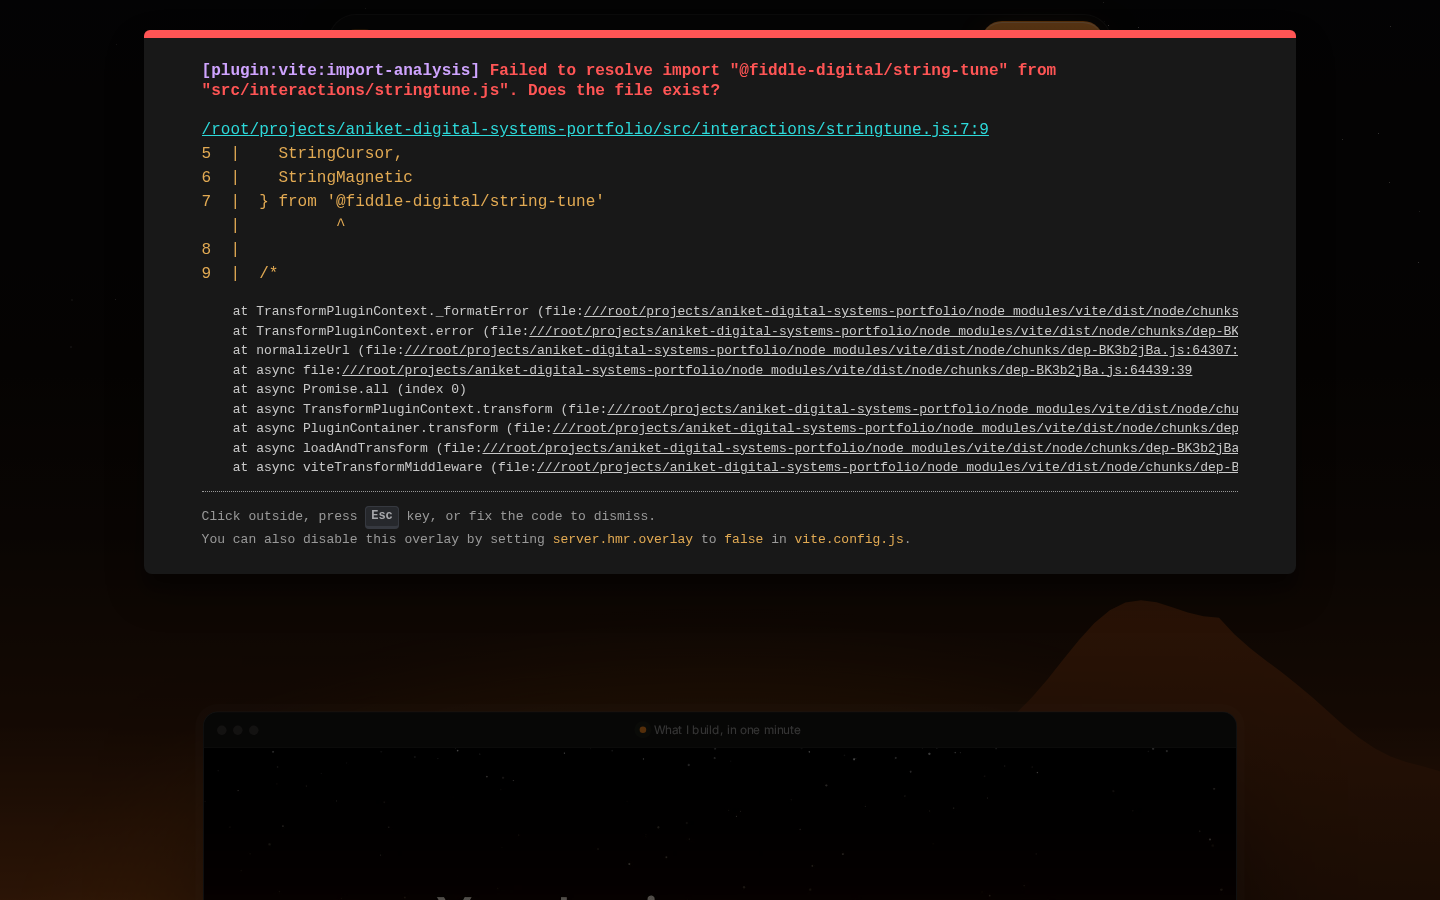 [plugin:vite:import-analysis] Failed to resolve import "@fiddle-digital/string-tune" from
"src/interactions/stringtune.js". Does the file exist?
/root/projects/aniket-digital-systems-portfolio/src/interactions/stringtune.js:7:9
5  |    StringCursor,
6  |    StringMagnetic
7  |  } from '@fiddle-digital/string-tune'
   |          ^
8  |
9  |  /*
at TransformPluginContext._formatError (file:///root/projects/aniket-digital-systems-portfolio/node_modules/vite/dist/node/chunks
at TransformPluginContext.error (file:///root/projects/aniket-digital-systems-portfolio/node_modules/vite/dist/node/chunks/dep-BK
at normalizeUrl (file:///root/projects/aniket-digital-systems-portfolio/node_modules/vite/dist/node/chunks/dep-BK3b2jBa.js:64307:
at async file:///root/projects/aniket-digital-systems-portfolio/node_modules/vite/dist/node/chunks/dep-BK3b2jBa.js:64439:39
at async Promise.all (index 0)
at async TransformPluginContext.transform (file:///root/projects/aniket-digital-systems-portfolio/node_modules/vite/dist/node/chu
at async PluginContainer.transform (file:///root/projects/aniket-digital-systems-portfolio/node_modules/vite/dist/node/chunks/dep
at async loadAndTransform (file:///root/projects/aniket-digital-systems-portfolio/node_modules/vite/dist/node/chunks/dep-BK3b2jBa
at async viteTransformMiddleware (file:///root/projects/aniket-digital-systems-portfolio/node_modules/vite/dist/node/chunks/dep-B
Click outside, press Esc key, or fix the code to dismiss.
You can also disable this overlay by setting server.hmr.overlay to false in vite.config.js.
What I build, in one minute